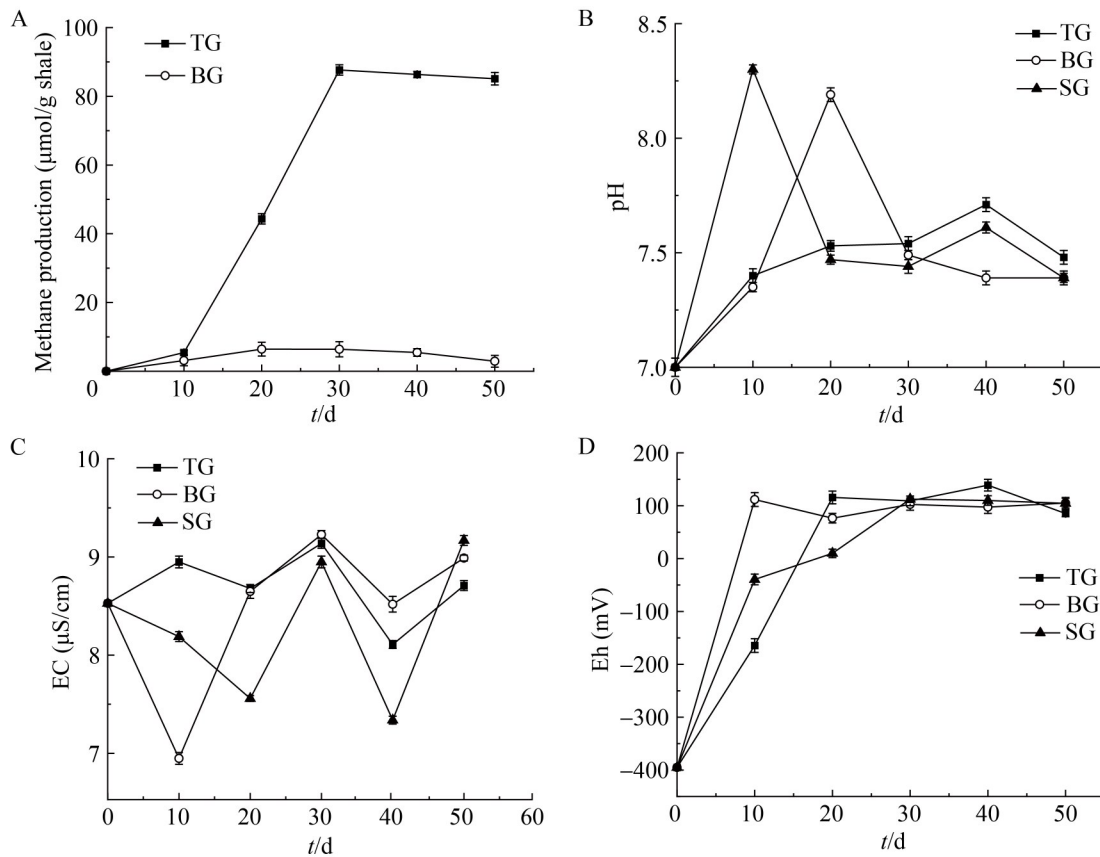 A
Methane production (μmol/g shale)
100
80
60
40
20
0
10
20
30
40
50
t/d
TG
BG
B
pH
8.5
8.0
7.5
7.0
0
10
20
30
40
50
t/d
TG
BG
SG
C
EC (μS/cm)
10
9
8
7
0
10
20
30
40
50
60
t/d
TG
BG
SG
D
Eh (mV)
200
100
0
−100
−200
−300
−400
0
10
20
30
40
50
t/d
TG
BG
SG